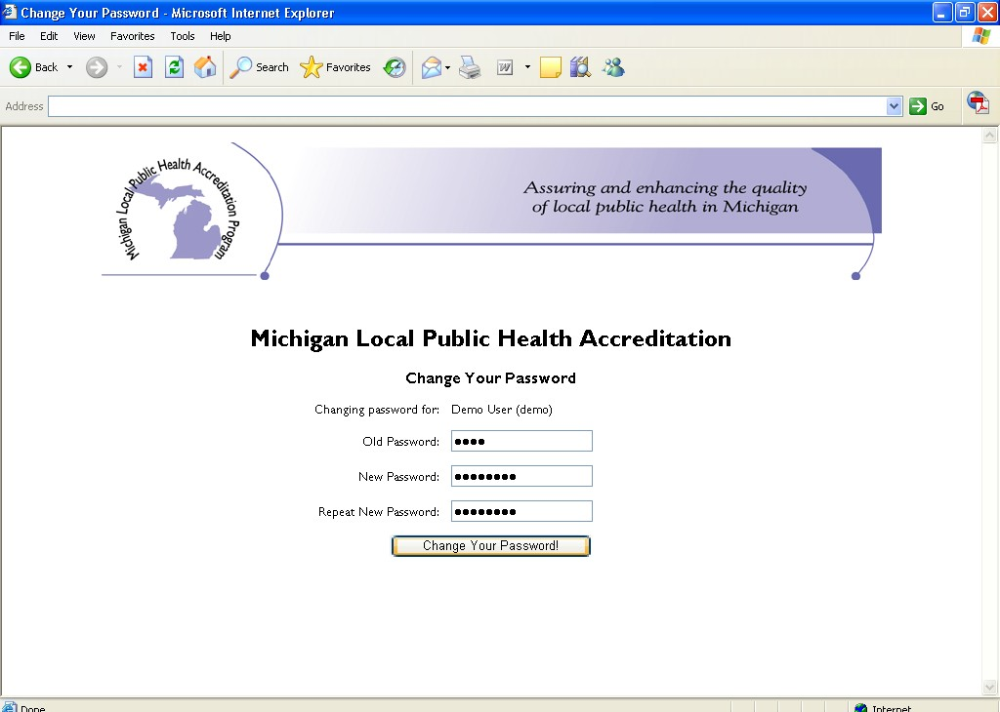 Change Your Password - Microsoft Internet Explorer
File Edit View Favorites Tools Help
Back Search Favorites W
Address Go
Michigan Local Public Health Accreditation Program
Assuring and enhancing the quality
of local public health in Michigan
Michigan Local Public Health Accreditation
Change Your Password
Changing password for: Demo User (demo)
Old Password: ●●●●
New Password: ●●●●●●●●
Repeat New Password: ●●●●●●●●
Change Your Password!
Done Internet